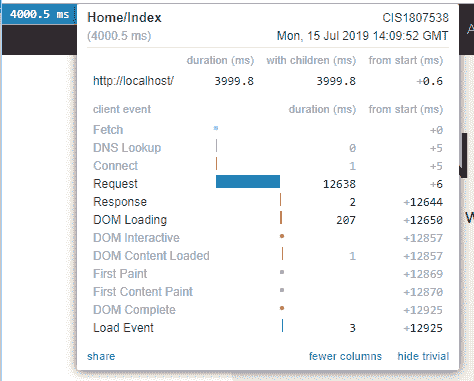 4000.5 ms
Home/Index CIS1807538
(4000.5 ms) Mon, 15 Jul 2019 14:09:52 GMT
duration (ms) with children (ms) from start (ms)
http://localhost/ 3999.8 3999.8 +0.6
client event duration (ms) from start (ms)
Fetch +0
DNS Lookup 0 +5
Connect 1 +5
Request 12638 +6
Response 2 +12644
DOM Loading 207 +12650
DOM Interactive +12857
DOM Content Loaded 1 +12857
First Paint +12869
First Content Paint +12870
DOM Complete +12925
Load Event 3 +12925
share fewer columns hide trivial